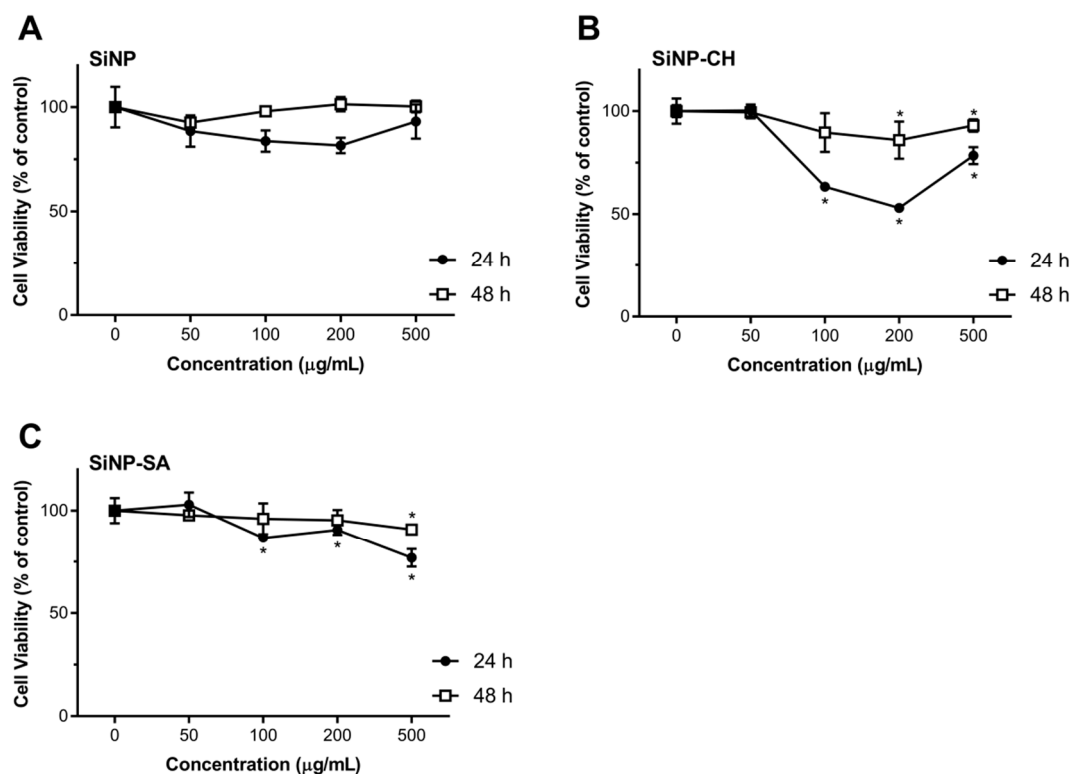 A
SiNP
Cell Viability (% of control)
100
50
0
0 50 100 200 500
Concentration (μg/mL)
24 h
48 h
B
SiNP-CH
Cell Viability (% of control)
100
50
0
* *
* * *
0 50 100 200 500
Concentration (μg/mL)
24 h
48 h
C
SiNP-SA
Cell Viability (% of control)
100
50
0
*
* * *
0 50 100 200 500
Concentration (μg/mL)
24 h
48 h